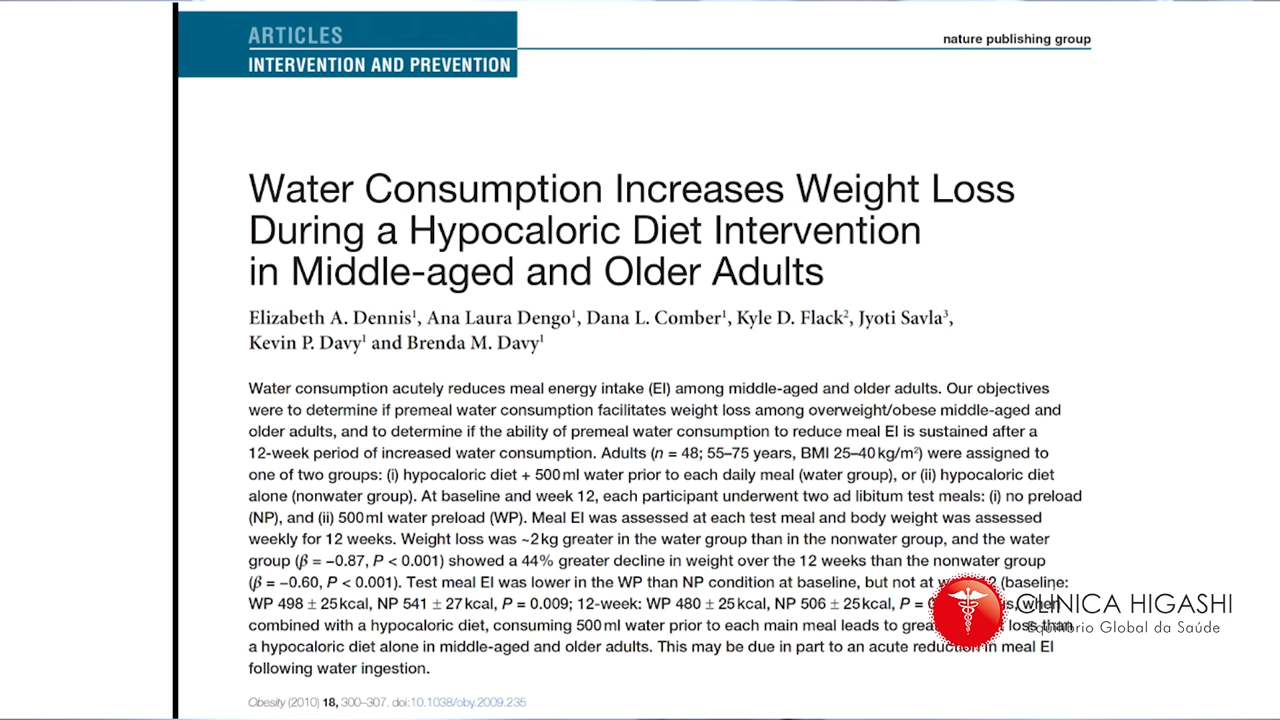 ARTICLES
INTERVENTION AND PREVENTION
nature publishing group
Water Consumption Increases Weight Loss
During a Hypocaloric Diet Intervention
in Middle-aged and Older Adults
Elizabeth A. Dennis¹, Ana Laura Dengo¹, Dana L. Comber¹, Kyle D. Flack², Jyoti Savla³,
Kevin P. Davy¹ and Brenda M. Davy¹
Water consumption acutely reduces meal energy intake (EI) among middle-aged and older adults. Our objectives
were to determine if premeal water consumption facilitates weight loss among overweight/obese middle-aged and
older adults, and to determine if the ability of premeal water consumption to reduce meal EI is sustained after a
12-week period of increased water consumption. Adults (n = 48; 55–75 years, BMI 25–40 kg/m²) were assigned to
one of two groups: (i) hypocaloric diet + 500 ml water prior to each daily meal (water group), or (ii) hypocaloric diet
alone (nonwater group). At baseline and week 12, each participant underwent two ad libitum test meals: (i) no preload
(NP), and (ii) 500 ml water preload (WP). Meal EI was assessed at each test meal and body weight was assessed
weekly for 12 weeks. Weight loss was ~2 kg greater in the water group than in the nonwater group, and the water
group (β = −0.87, P < 0.001) showed a 44% greater decline in weight over the 12 weeks than the nonwater group
(β = −0.60, P < 0.001). Test meal EI was lower in the WP than NP condition at baseline, but not at (baseline:
WP 498 ± 25 kcal, NP 541 ± 27 kcal, P = 0.009; 12-week: WP 480 ± 25 kcal, NP 506 ± 25 kcal, P = when
combined with a hypocaloric diet, consuming 500 ml water prior to each main meal leads to loss than
a hypocaloric diet alone in middle-aged and older adults. This may be due in part to an acute reduction in meal EI
following water ingestion.
CLINICA HIGASHI
Equilíbrio Global da Saúde
Obesity (2010) 18, 300–307. doi:10.1038/oby.2009.235